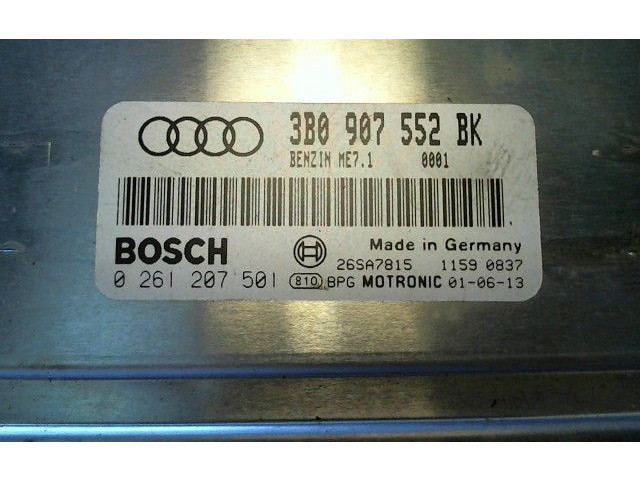 3B0 907 552 BK
BENZIN ME7.1 0001
BOSCH Made in Germany
26SA7815 1159 0837
0 261 207 501 810 BPG MOTRONIC 01-06-13